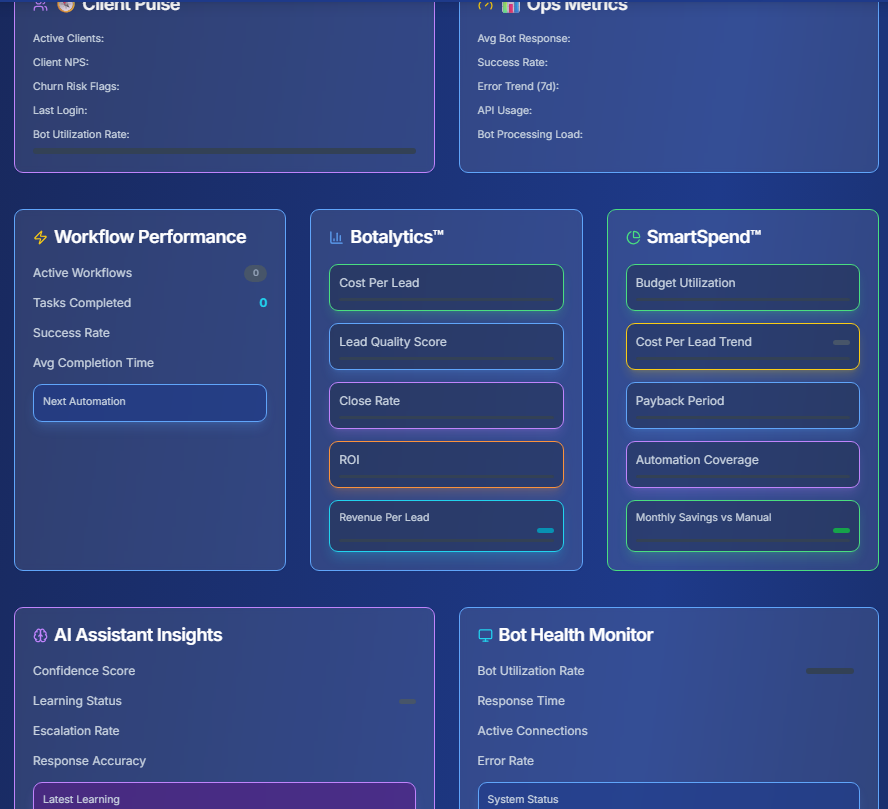 Client Pulse
Active Clients:
Client NPS:
Churn Risk Flags:
Last Login:
Bot Utilization Rate:
Ops Metrics
Avg Bot Response:
Success Rate:
Error Trend (7d):
API Usage:
Bot Processing Load:
Workflow Performance
Active Workflows 0
Tasks Completed 0
Success Rate
Avg Completion Time
Next Automation
Botalytics™
Cost Per Lead
Lead Quality Score
Close Rate
ROI
Revenue Per Lead
SmartSpend™
Budget Utilization
Cost Per Lead Trend
Payback Period
Automation Coverage
Monthly Savings vs Manual
AI Assistant Insights
Confidence Score
Learning Status
Escalation Rate
Response Accuracy
Latest Learning
Bot Health Monitor
Bot Utilization Rate
Response Time
Active Connections
Error Rate
System Status